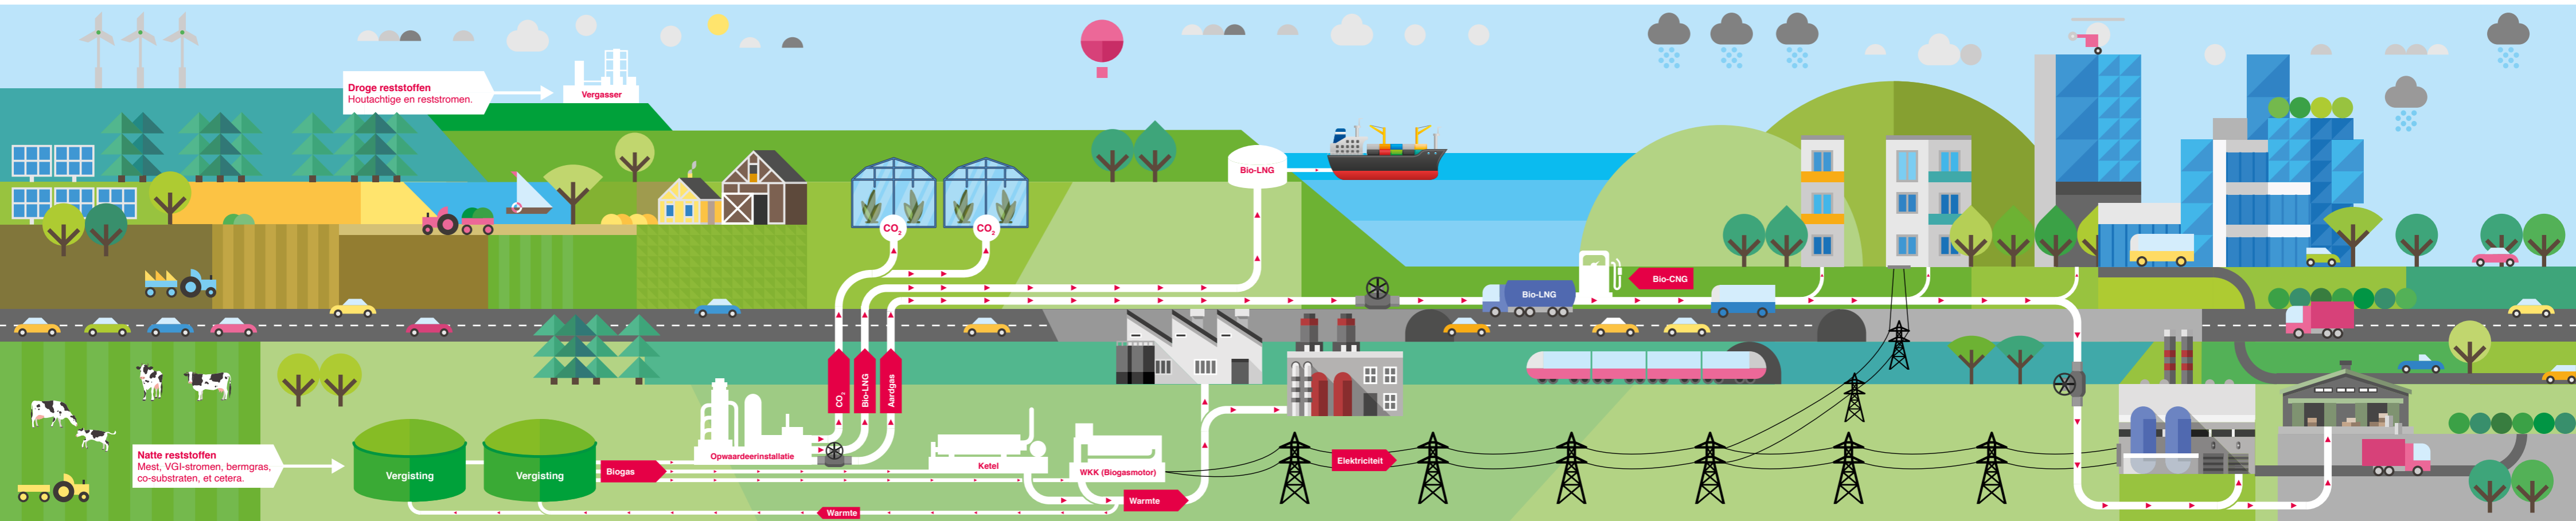 Droge reststoffen
Houtachtige en reststromen.
Vergasser
CO2
CO2
Bio-LNG
Bio-LNG
Bio-CNG
CO2
Bio-LNG
Aardgas
Natte reststoffen
Mest, VGI-stromen, bermgras,
co-substraten, et cetera.
Vergisting
Vergisting
Biogas
Opwaardeerinstallatie
Ketel
WKK (Biogasmotor)
Elektriciteit
Warmte
Warmte